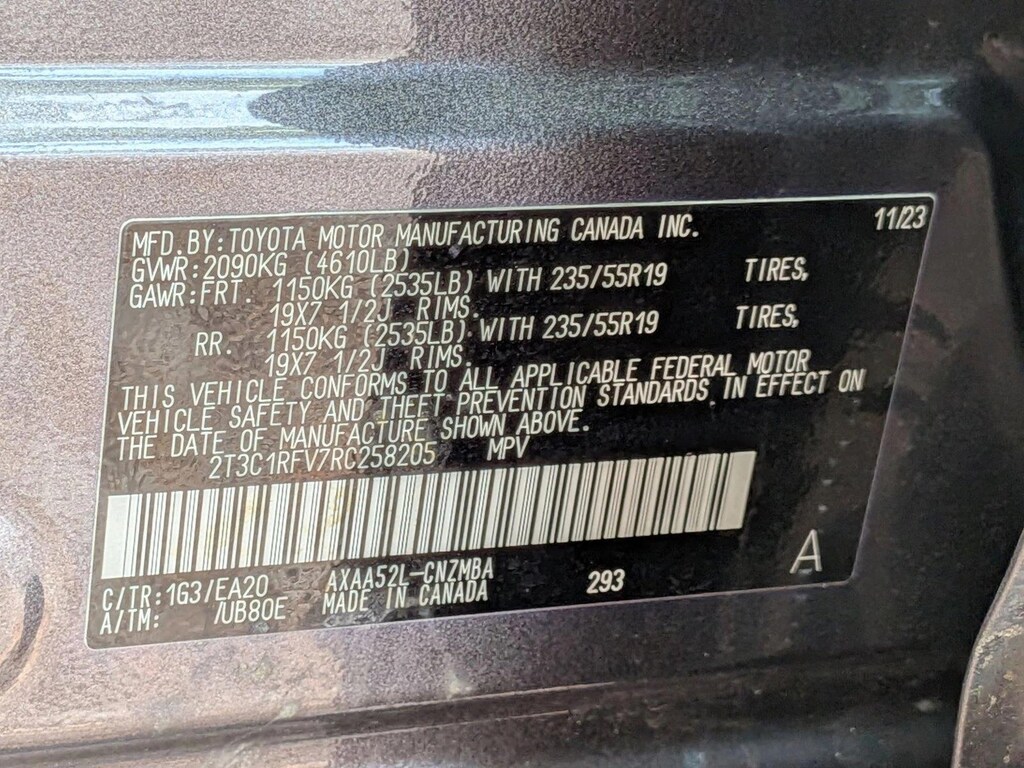 MFD.BY:TOYOTA MOTOR MANUFACTURING CANADA INC. 11/23
GVWR:2090KG (4610LB)
GAWR:FRT. 1150KG (2535LB) WITH 235/55R19 TIRES,
19X7 1/2J RIMS.
RR. 1150KG (2535LB) WITH 235/55R19 TIRES,
19X7 1/2J RIMS.
THIS VEHICLE CONFORMS TO ALL APPLICABLE FEDERAL MOTOR
VEHICLE SAFETY AND THEFT PREVENTION STANDARDS IN EFFECT ON
THE DATE OF MANUFACTURE SHOWN ABOVE.
2T3C1RFV7RC258205 MPV
A
C/TR:1G3/EA20 AXAA52L-CNZMBA 293
A/TM: /UB80E MADE IN CANADA